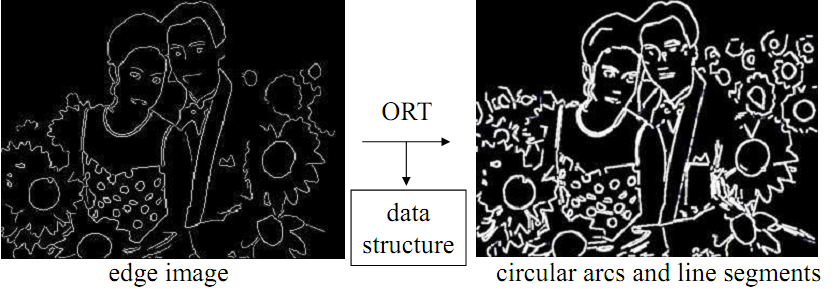 ORT
data
structure
edge image
circular arcs and line segments